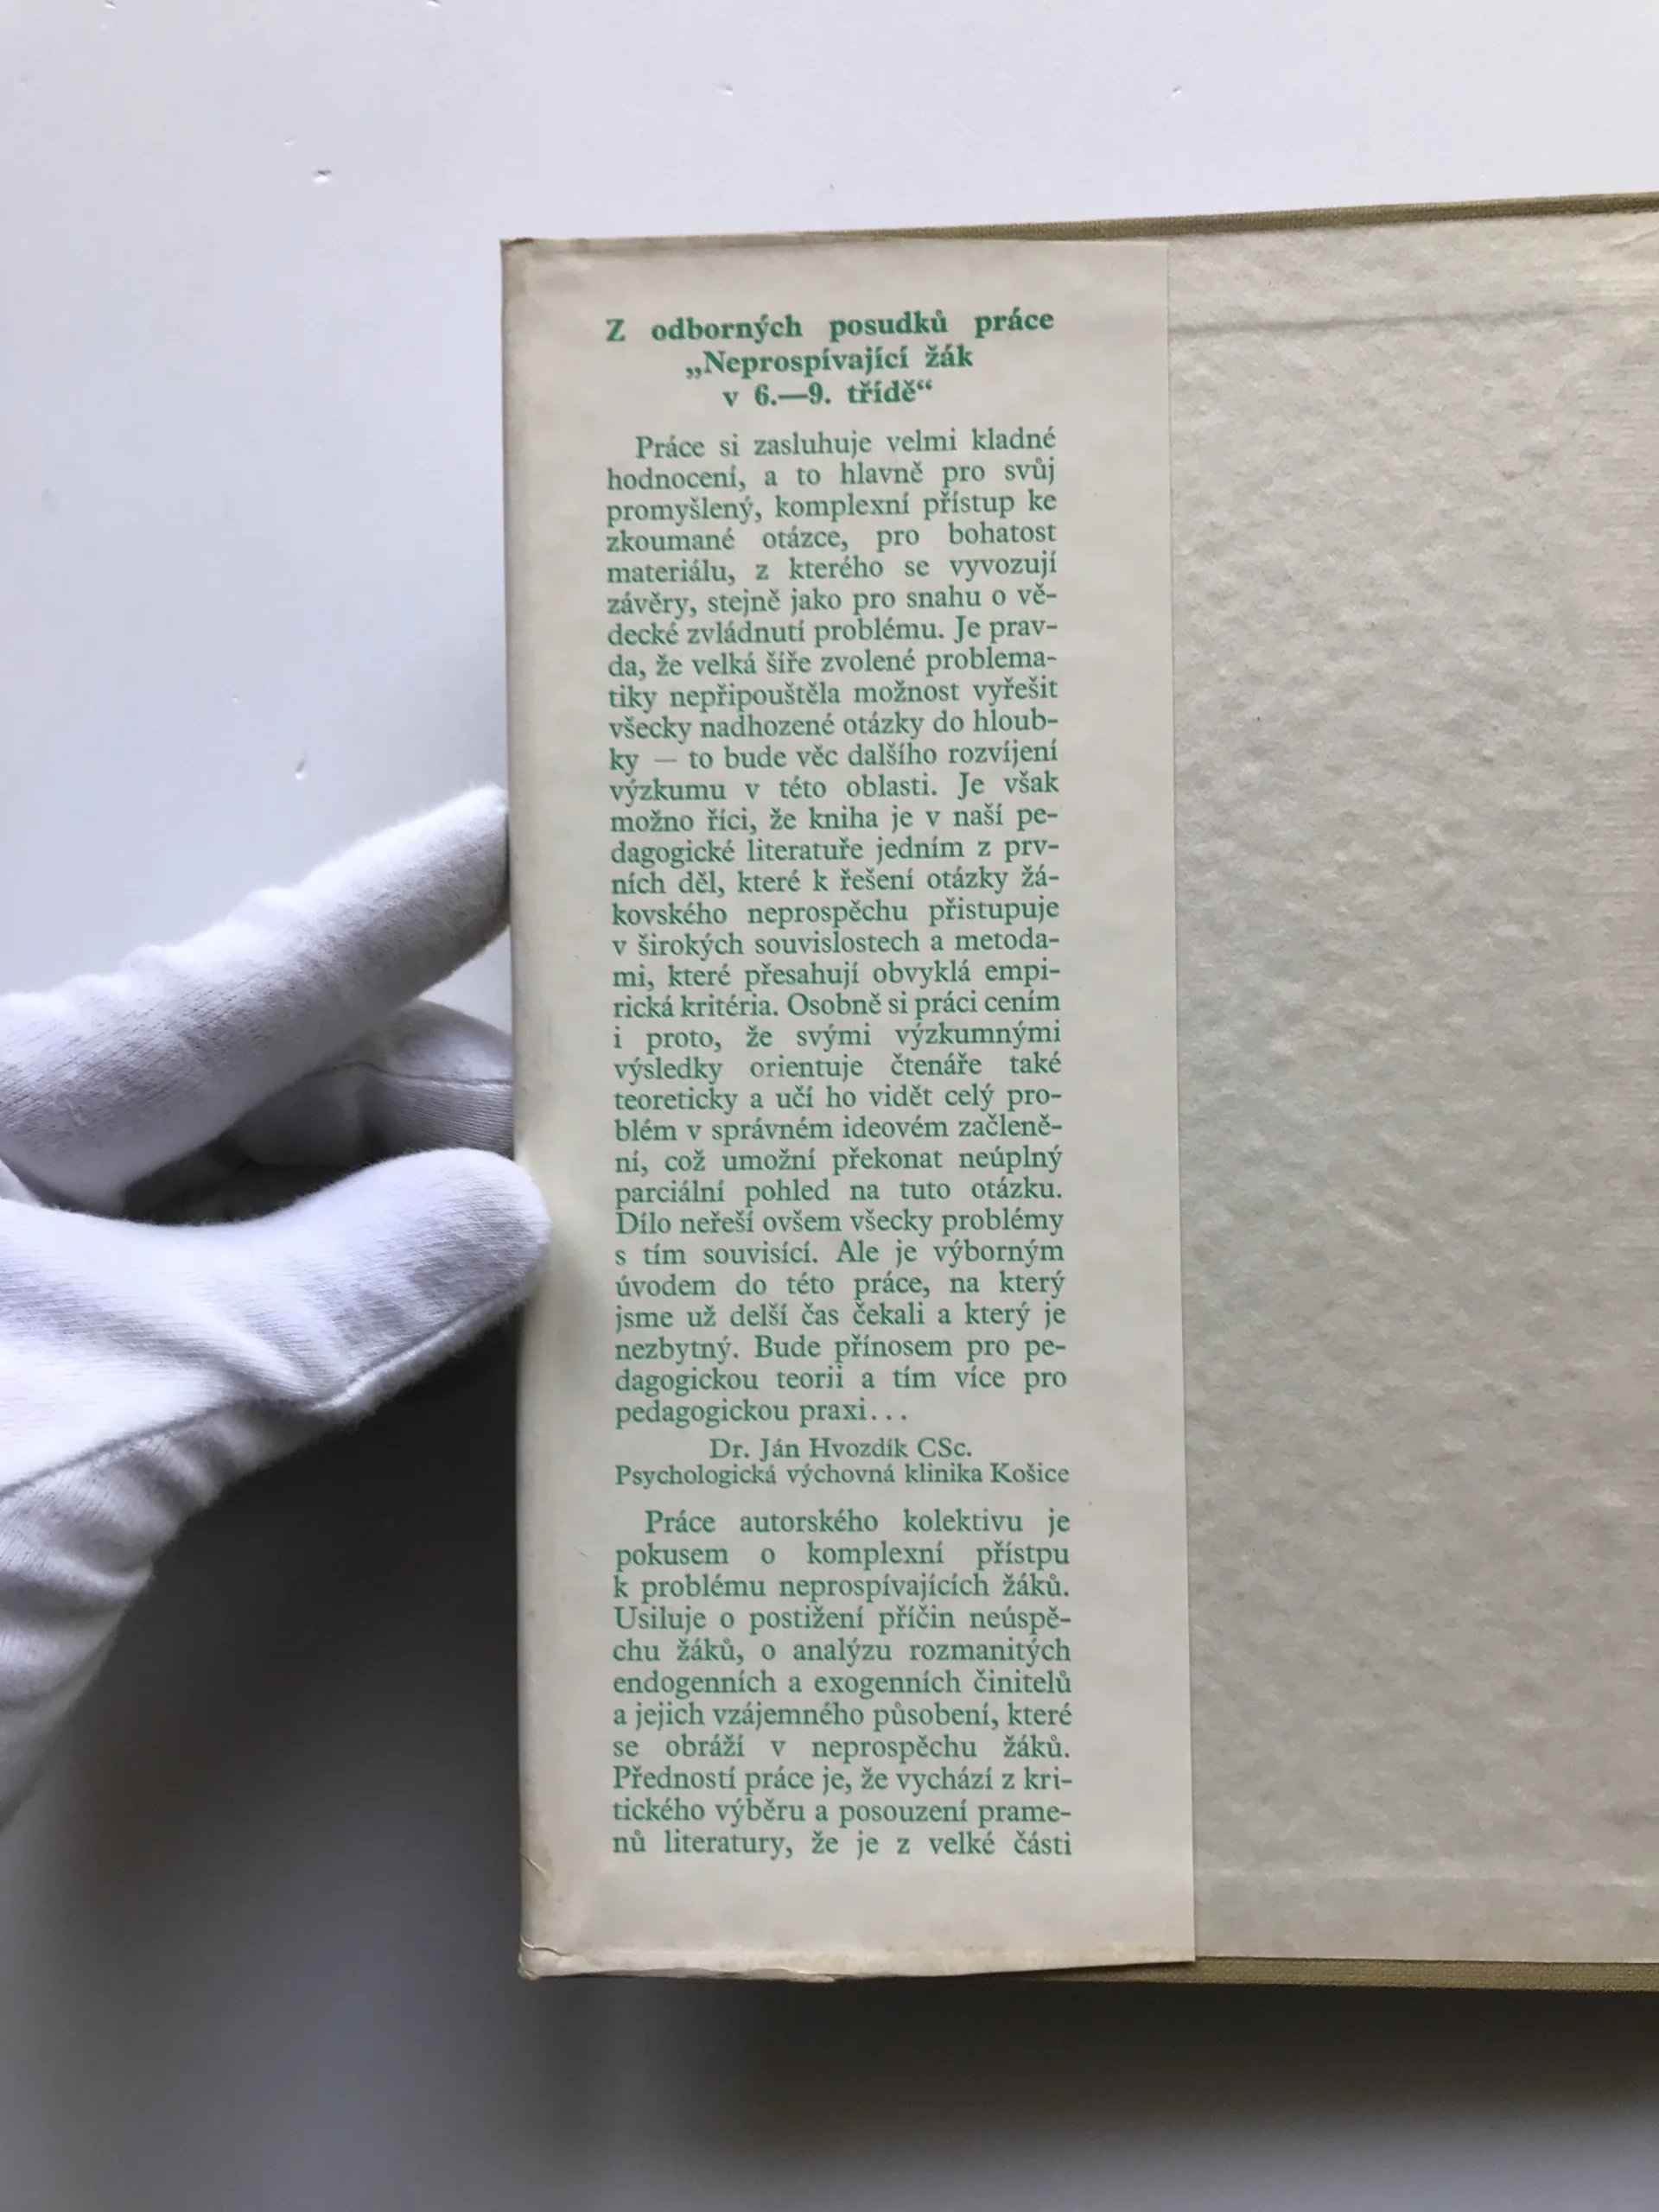 Z odborných posudků práce
„Neprospívající žák
v 6.—9. třídě“
Práce si zasluhuje velmi kladné
hodnocení, a to hlavně pro svůj
promyšlený, komplexní přístup ke
zkoumané otázce, pro bohatost
materiálu, z kterého se vyvozují
závěry, stejně jako pro snahu o vě-
decké zvládnutí problému. Je prav-
da, že velká šíře zvolené problema-
tiky nepřipouštěla možnost vyřešit
všecky nadhozené otázky do hloub-
ky — to bude věc dalšího rozvíjení
výzkumu v této oblasti. Je však
možno říci, že kniha je v naší pe-
dagogické literatuře jedním z prv-
ních děl, které k řešení otázky žá-
kovského neprospěchu přistupuje
v širokých souvislostech a metoda-
mi, které přesahují obvyklá empi-
rická kritéria. Osobně si práci cením
i proto, že svými výzkumnými
výsledky orientuje čtenáře také
teoreticky a učí ho vidět celý pro-
blém v správném ideovém začleně-
ní, což umožní překonat neúplný
parciální pohled na tuto otázku.
Dílo neřeší ovšem všecky problémy
s tím souvisící. Ale je výborným
úvodem do této práce, na který
jsme už delší čas čekali a který je
nezbytný. Bude přínosem pro pe-
dagogickou teorii a tím více pro
pedagogickou praxi...
Dr. Ján Hvozdík CSc.
Psychologická výchovná klinika Košice
Práce autorského kolektivu je
pokusem o komplexní přístpu
k problému neprospívajících žáků.
Usiluje o postižení příčin neúspě-
chu žáků, o analýzu rozmanitých
endogenních a exogenních činitelů
a jejich vzájemného působení, které
se obráží v neprospěchu žáků.
Předností práce je, že vychází z kri-
tického výběru a posouzení prame-
nů literatury, že je z velké části